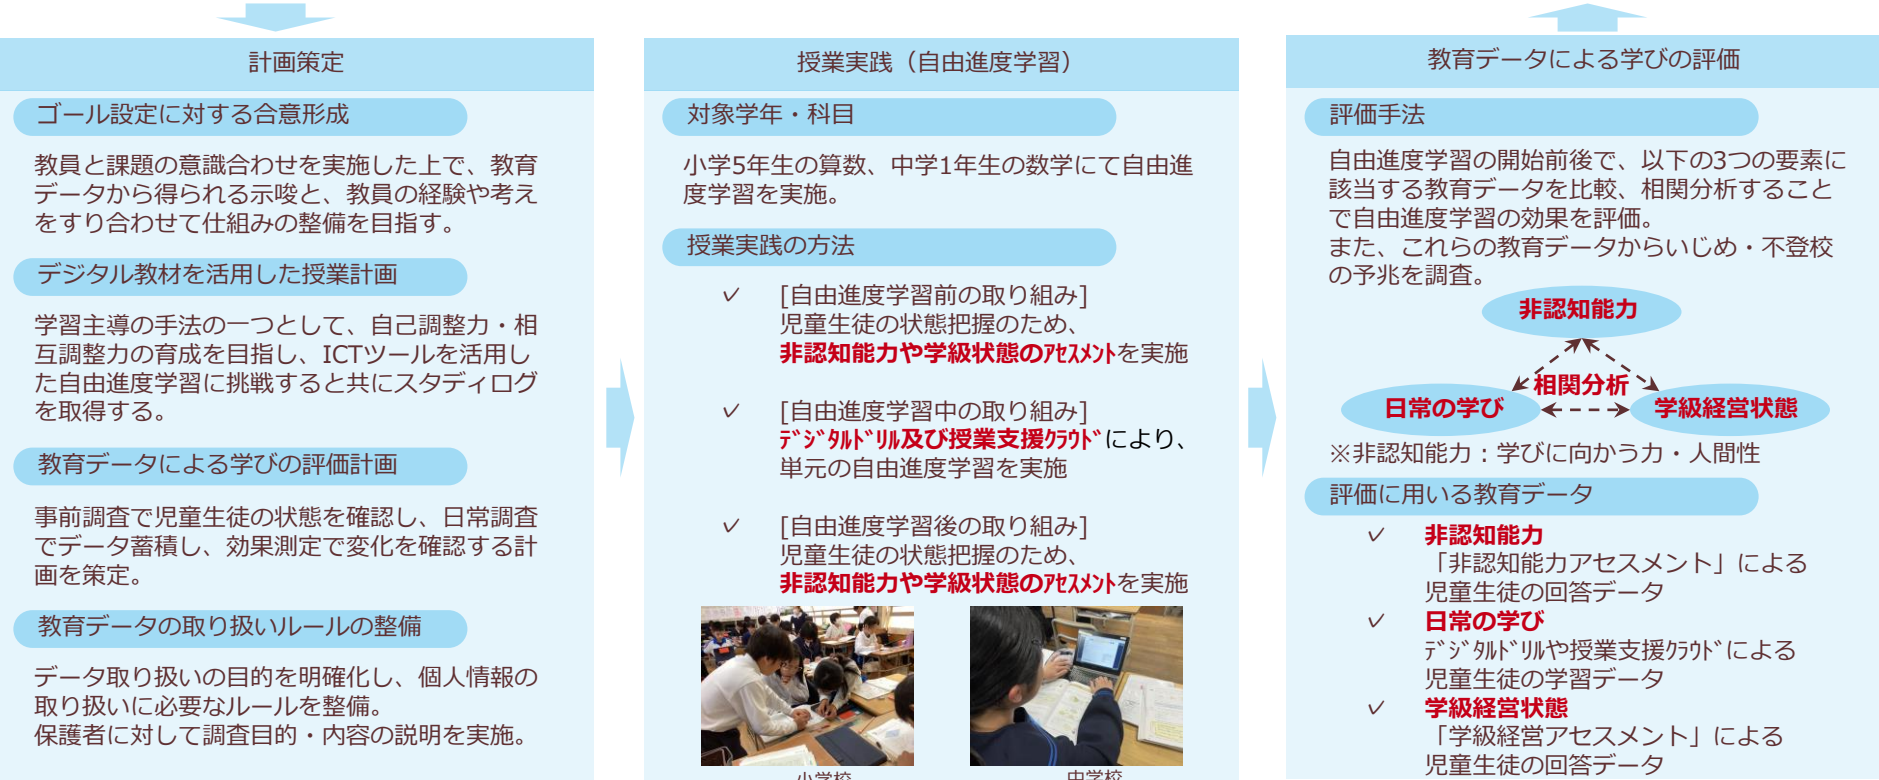 計画策定
ゴール設定に対する合意形成
教員と課題の意識合わせを実施した上で、教育
データから得られる示唆と、教員の経験や考え
をすり合わせて仕組みの整備を目指す。
デジタル教材を活用した授業計画
学習主導の手法の一つとして、自己調整力・相
互調整力の育成を目指し、ICTツールを活用し
た自由進度学習に挑戦すると共にスタディログ
を取得する。
教育データによる学びの評価計画
事前調査で児童生徒の状態を確認し、日常調査
でデータ蓄積し、効果測定で変化を確認する計
画を策定。
教育データの取り扱いルールの整備
データ取り扱いの目的を明確化し、個人情報の
取り扱いに必要なルールを整備。
保護者に対して調査目的・内容の説明を実施。
授業実践（自由進度学習）
対象学年・科目
小学5年生の算数、中学1年生の数学にて自由進
度学習を実施。
授業実践の方法
✓ [自由進度学習前の取り組み]
児童生徒の状態把握のため、
非認知能力や学級状態のｱｾｽﾒﾝﾄを実施
✓ [自由進度学習中の取り組み]
ﾃﾞｼﾞﾀﾙﾄﾞﾘﾙ及び授業支援ｸﾗｳﾄﾞにより、
単元の自由進度学習を実施
✓ [自由進度学習後の取り組み]
児童生徒の状態把握のため、
非認知能力や学級状態のｱｾｽﾒﾝﾄを実施
小学校
中学校
教育データによる学びの評価
評価手法
自由進度学習の開始前後で、以下の3つの要素に
該当する教育データを比較、相関分析すること
で自由進度学習の効果を評価。
また、これらの教育データからいじめ・不登校
の予兆を調査。
非認知能力
相関分析
日常の学び
学級経営状態
※非認知能力：学びに向かう力・人間性
評価に用いる教育データ
✓ 非認知能力
「非認知能力アセスメント」による
児童生徒の回答データ
✓ 日常の学び
ﾃﾞｼﾞﾀﾙﾄﾞﾘﾙや授業支援ｸﾗｳﾄﾞによる
児童生徒の学習データ
✓ 学級経営状態
「学級経営アセスメント」による
児童生徒の回答データ